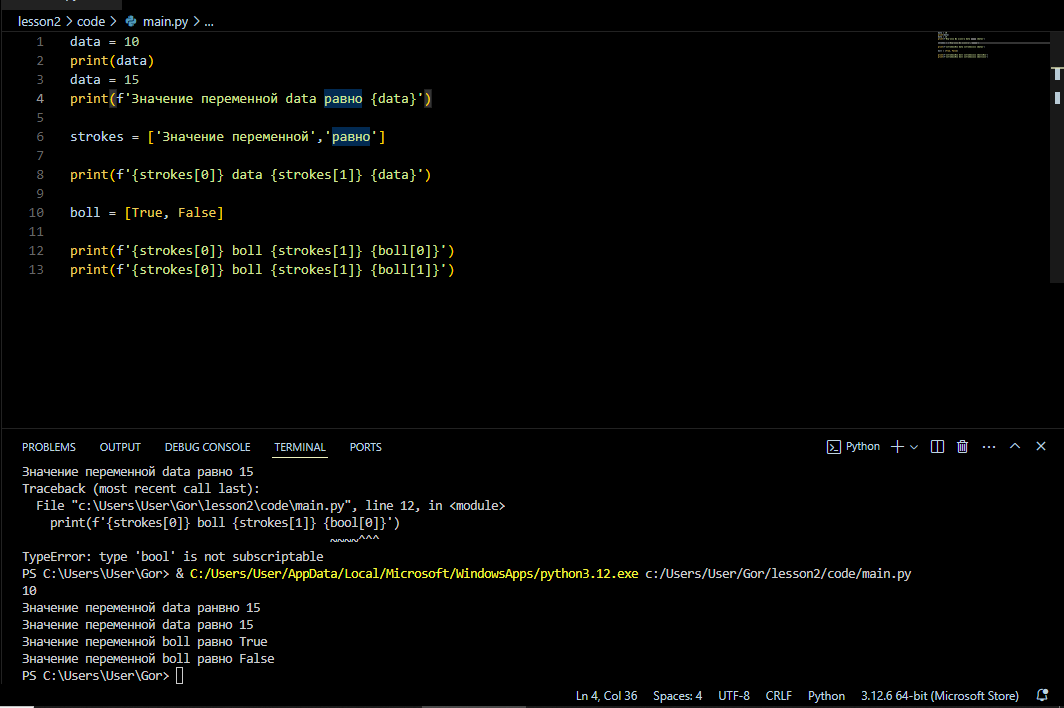 lesson2 > code > main.py > ...
1 data = 10
2 print(data)
3 data = 15
4 print(f'Значение переменной data равно {data}')
5
6 strokes = ['Значение переменной','равно']
7
8 print(f'{strokes[0]} data {strokes[1]} {data}')
9
10 boll = [True, False]
11
12 print(f'{strokes[0]} boll {strokes[1]} {boll[0]}')
13 print(f'{strokes[0]} boll {strokes[1]} {boll[1]}')
PROBLEMS OUTPUT DEBUG CONSOLE TERMINAL PORTS Python
Значение переменной data равно 15
Traceback (most recent call last):
File "c:\Users\User\Gor\lesson2\code\main.py", line 12, in <module>
print(f'{strokes[0]} boll {strokes[1]} {bool[0]}')
~~~~^^^
TypeError: type 'bool' is not subscriptable
PS C:\Users\User\Gor> & C:/Users/User/AppData/Local/Microsoft/WindowsApps/python3.12.exe c:/Users/User/Gor/lesson2/code/main.py
10
Значение переменной data ранвно 15
Значение переменной data равно 15
Значение переменной boll равно True
Значение переменной boll равно False
PS C:\Users\User\Gor>
Ln 4, Col 36 Spaces: 4 UTF-8 CRLF Python 3.12.6 64-bit (Microsoft Store)